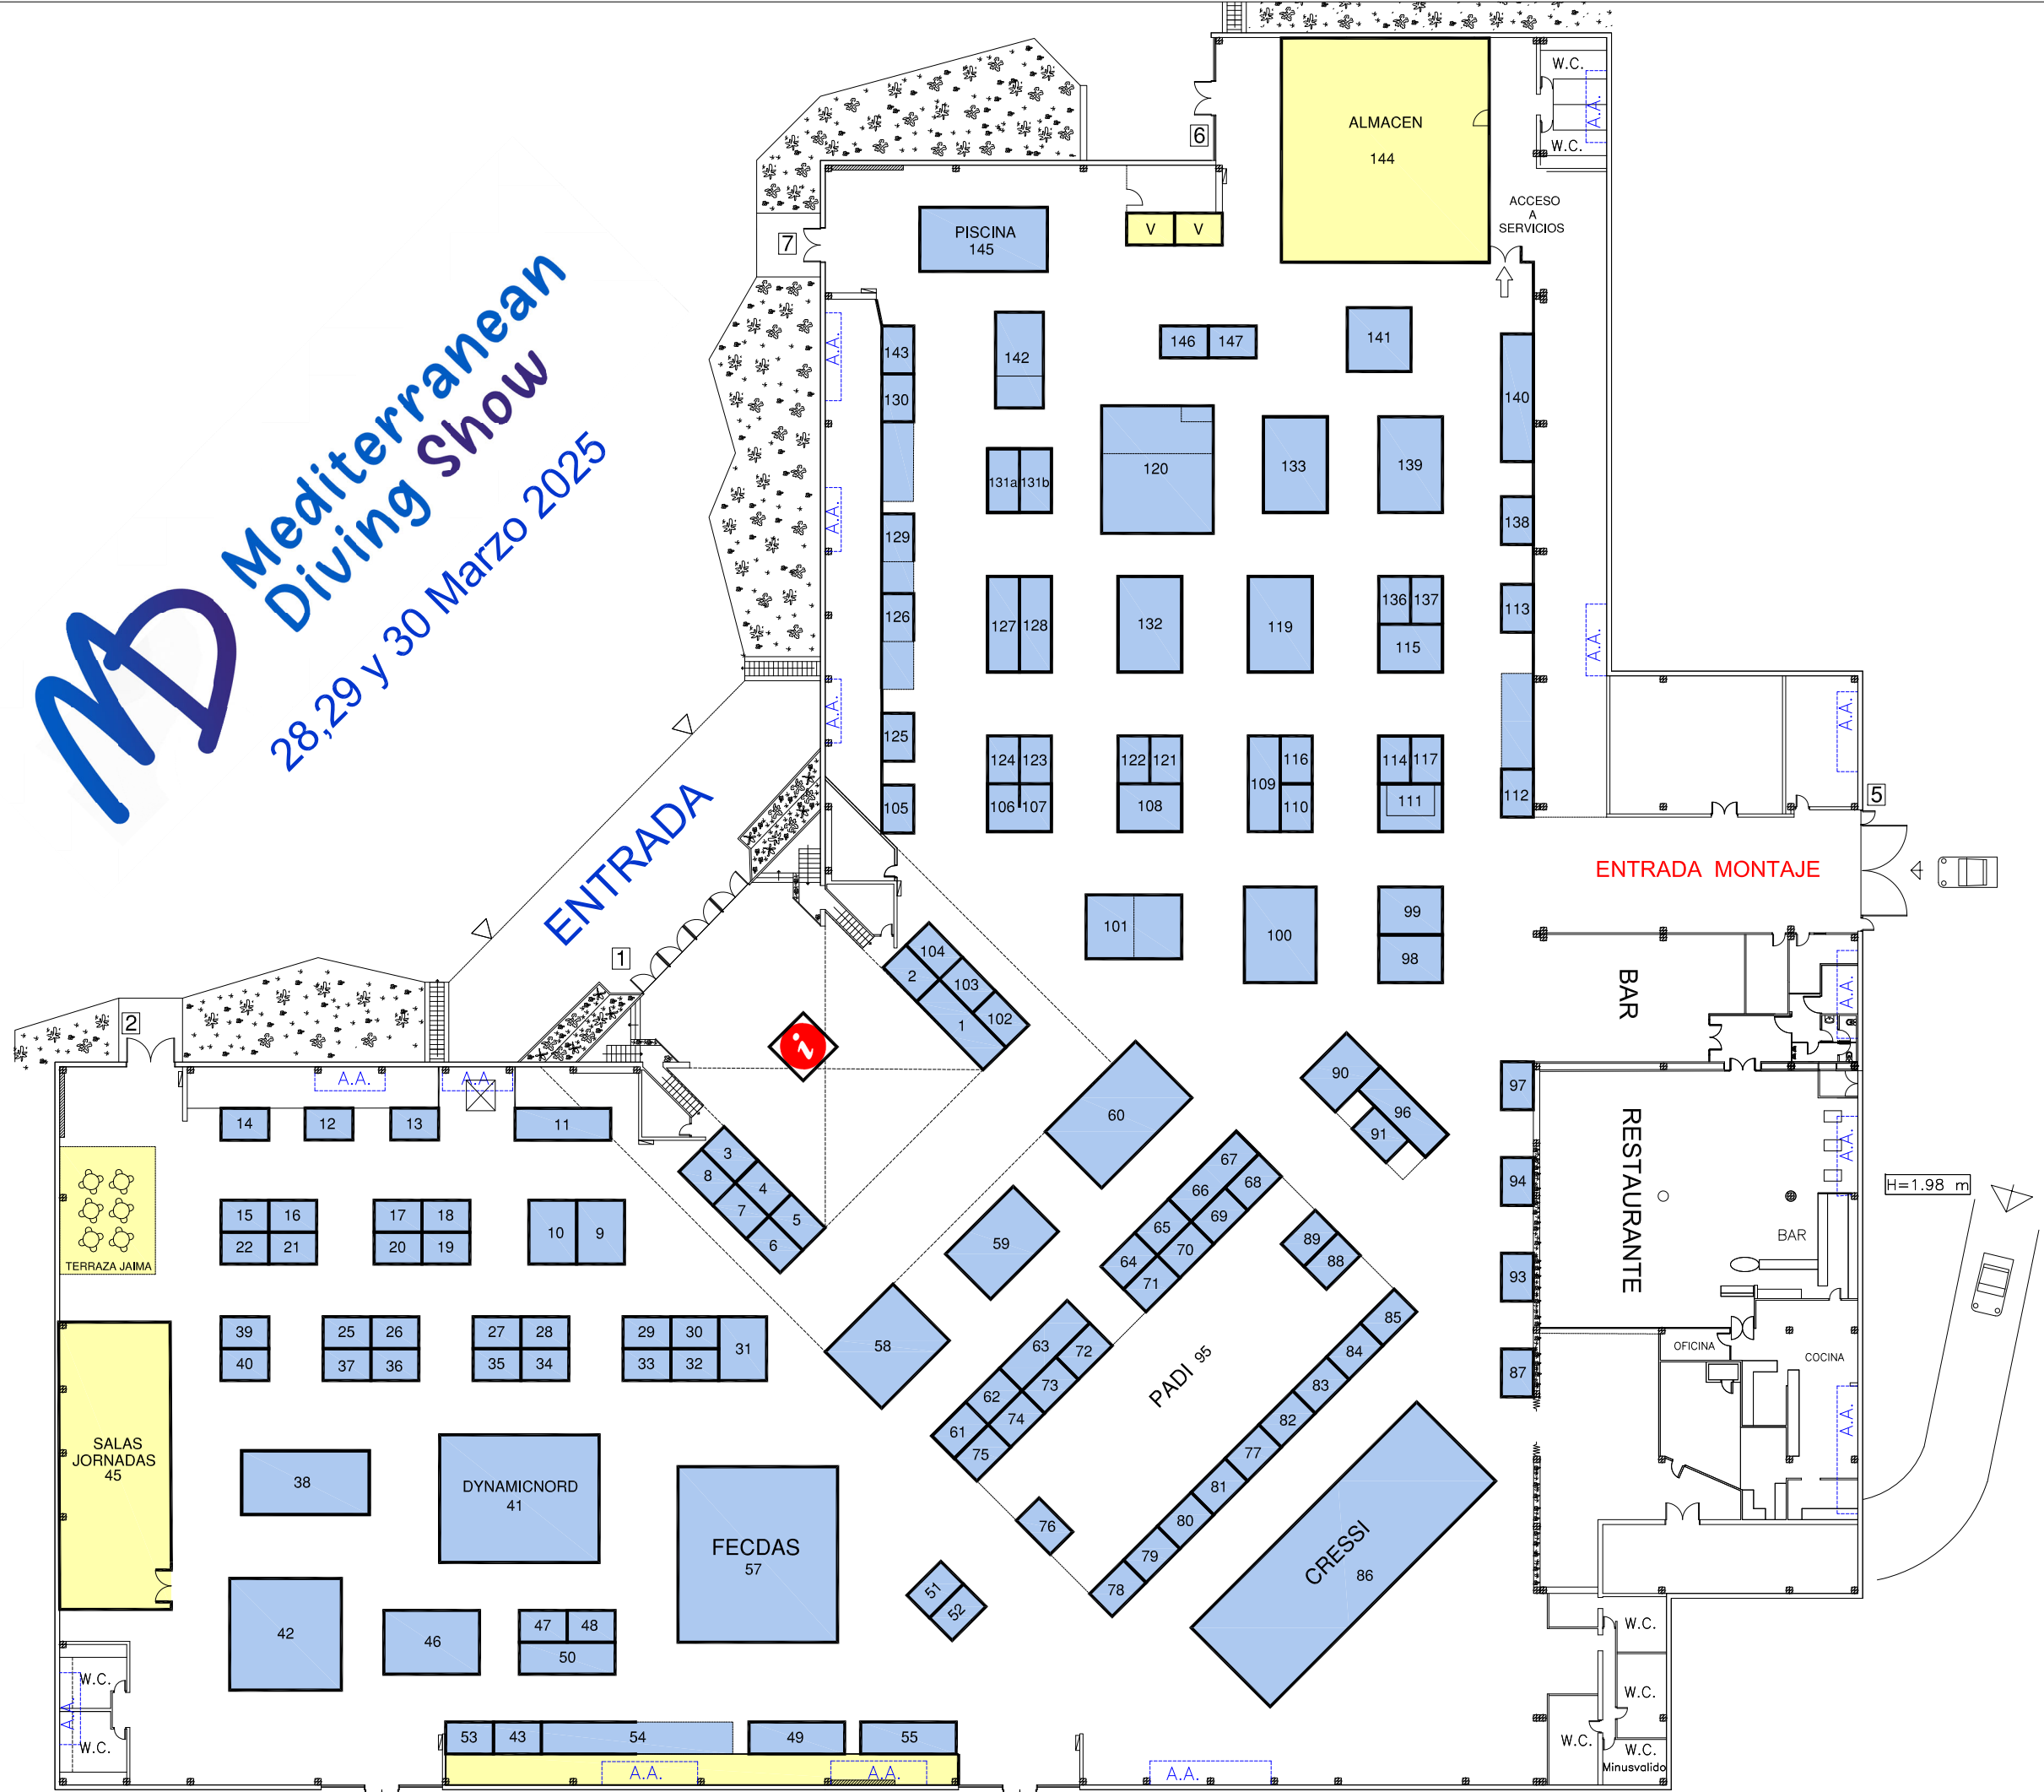 Mediterranean
Diving Show
28,29 y 30 Marzo 2025
ENTRADA
W.C.
A.A.
W.C.
6
ALMACEN
144
ACCESO
A
SERVICIOS
7
PISCINA
145
V
V
A.A.
143
142
146
147
141
130
140
120
133
139
131a
131b
A.A.
129
138
126
127
128
132
119
136
137
113
115
A.A.
A.A.
125
124
123
122
121
109
116
114
117
A.A.
105
106
107
108
110
111
112
5
ENTRADA MONTAJE
101
100
99
98
104
2
103
1
102
1
BAR
A.A.
2
i
A.A.
A.A.
14
12
13
11
60
90
96
91
97
RESTAURANTE
A.A.
3
8
4
7
5
6
67
66
68
65
69
64
70
71
94
H=1.98 m
BAR
TERRAZA JAIMA
15
16
22
21
17
18
20
19
10
9
59
89
88
93
39
40
25
26
37
36
27
28
35
34
29
30
33
32
31
58
63
72
62
73
61
74
75
PADI 95
85
84
83
82
77
81
80
79
78
87
OFICINA
COCINA
A.A.
SALAS
JORNADAS
45
38
DYNAMICNORD
41
FECDAS
57
76
CRESSI
86
42
46
47
48
50
51
52
W.C.
A.A.
W.C.
53
43
54
49
55
A.A.
A.A.
A.A.
W.C.
W.C.
W.C.
W.C.
Minusvalido